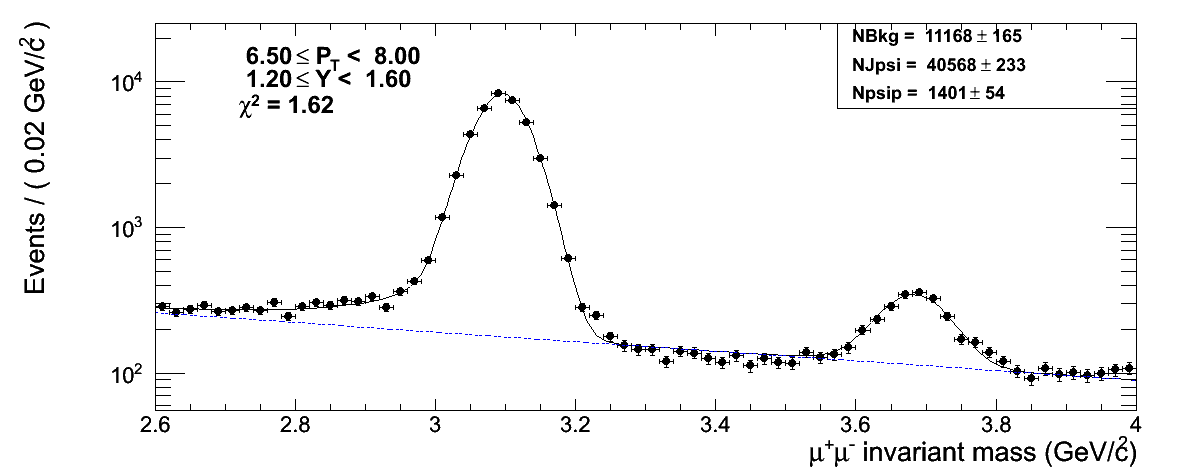 Events / ( 0.02 GeV/c²)
10⁴
10³
10²
6.50 ≤ P_T < 8.00
1.20 ≤ Y < 1.60
χ² = 1.62
NBkg = 11168 ± 165
NJpsi = 40568 ± 233
Npsip = 1401 ± 54
2.6 2.8 3 3.2 3.4 3.6 3.8 4
μ⁺μ⁻ invariant mass (GeV/c²)